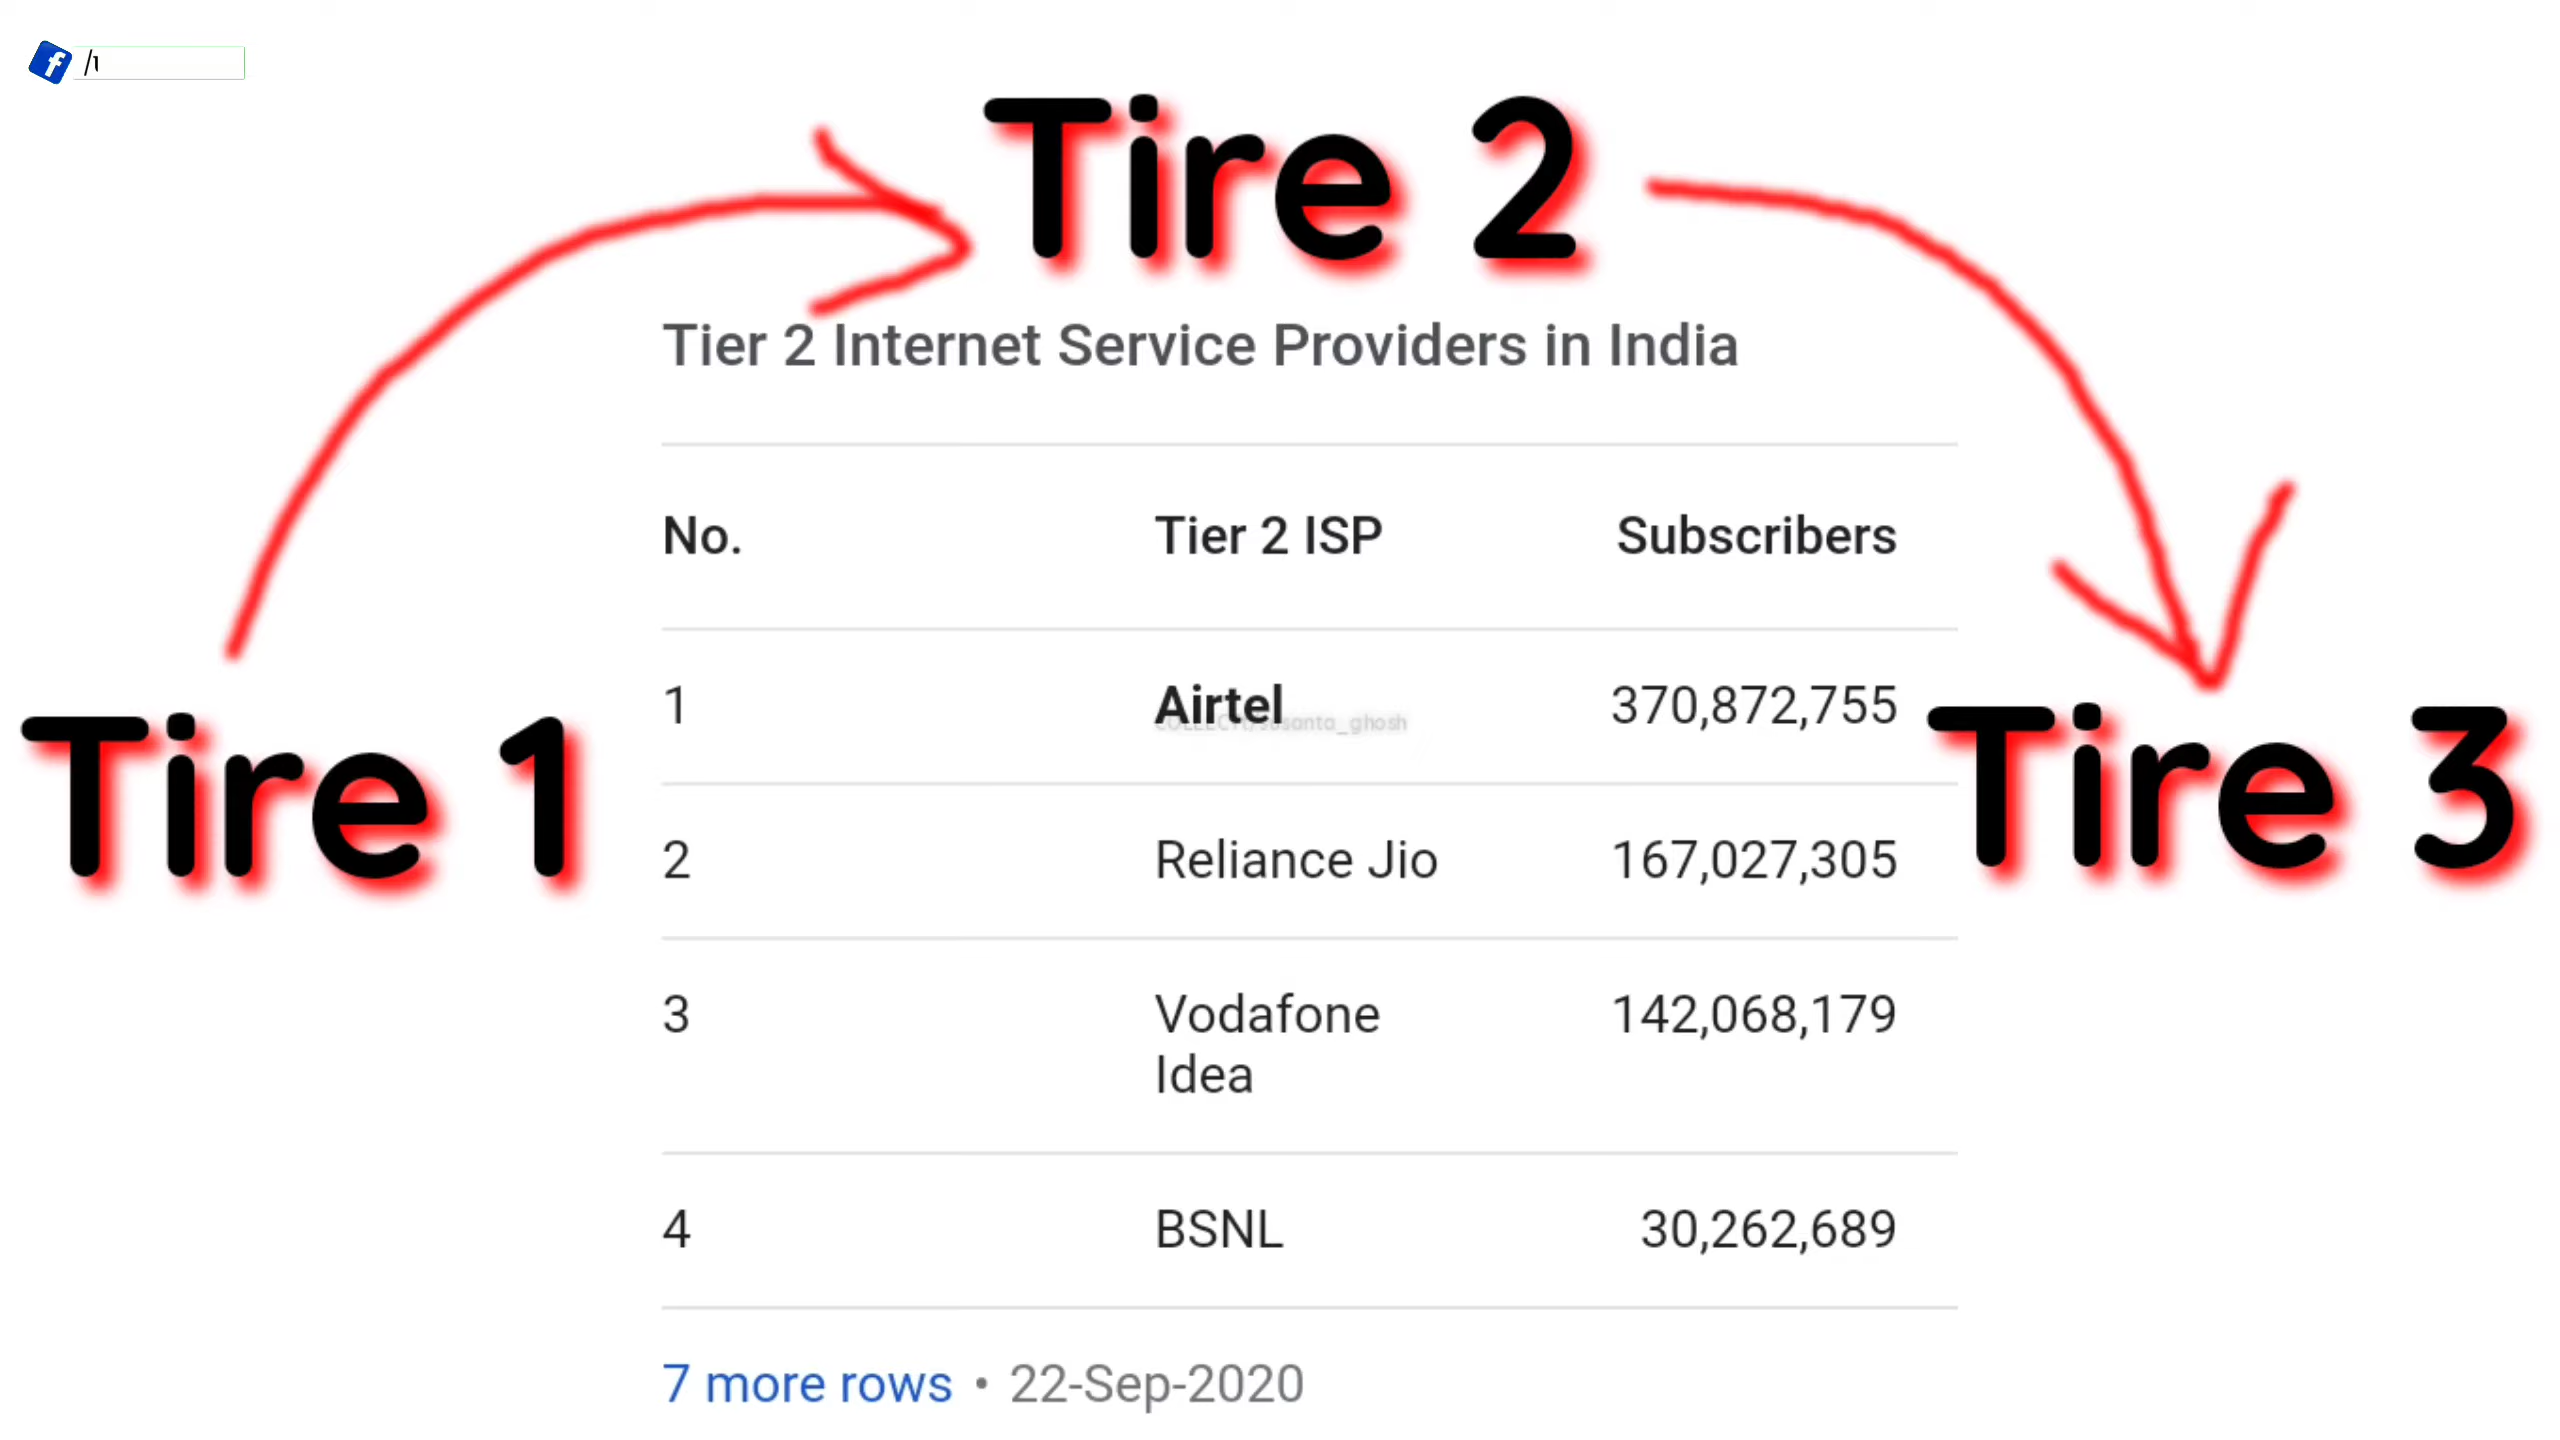 Tire 2
Tier 2 Internet Service Providers in India
No. Tier 2 ISP Subscribers
1 Airtel 370,872,755
Tire 1
Tire 3
2 Reliance Jio 167,027,305
3 Vodafone Idea 142,068,179
4 BSNL 30,262,689
7 more rows • 22-Sep-2020